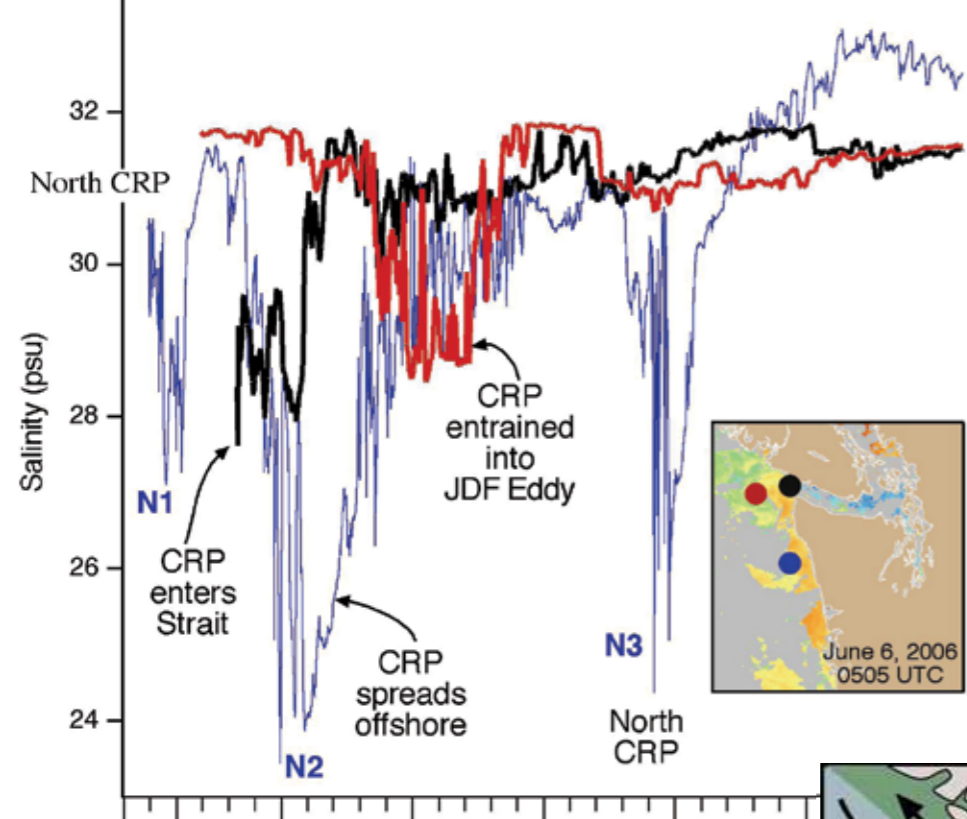 32
North CRP
30
Salinity (psu)
28
26
24
N1
CRP
enters
Strait
N2
CRP
spreads
offshore
CRP
entrained
into
JDF Eddy
N3
North
CRP
June 6, 2006
0505 UTC